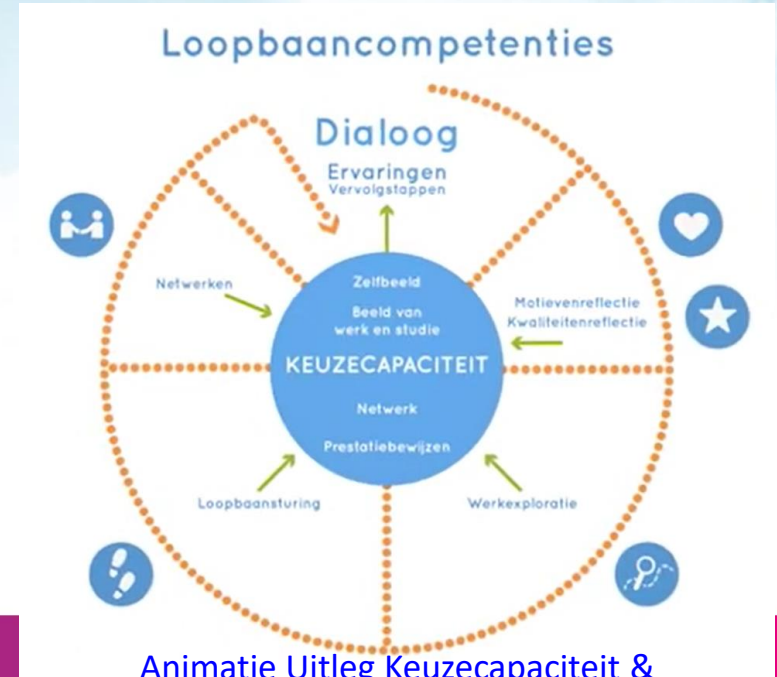 Loopbaancompetenties
Dialoog
Ervaringen
Vervolgstappen
Netwerken
Zelfbeeld
Beeld van
werk en studie
KEUZECAPACITEIT
Netwerk
Prestatiebewijzen
Motievenreflectie
Kwaliteitenreflectie
Loopbaansturing
Werkexploratie
Animatie Uitleg Keuzecapaciteit &